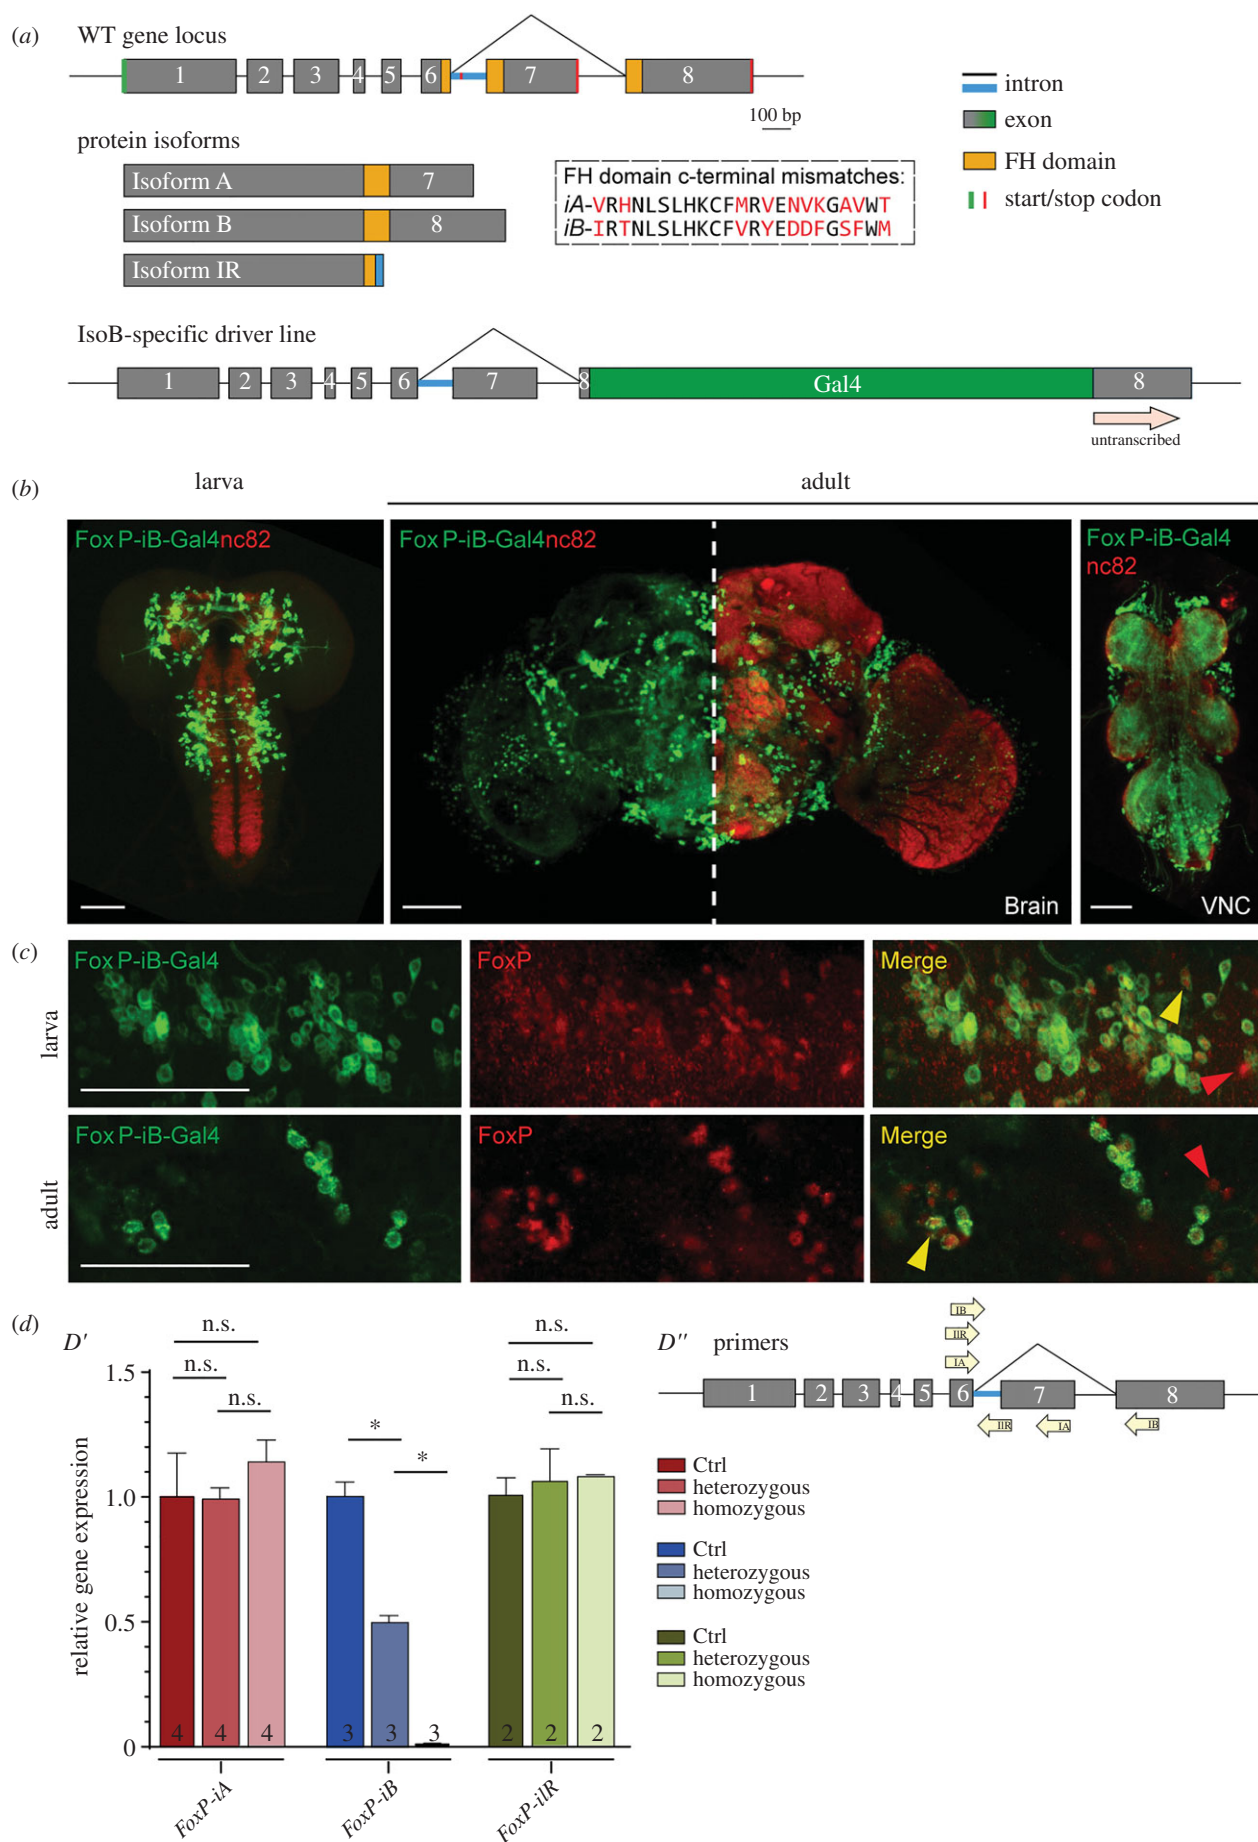 (a)
WT gene locus
1 2 3 4 5 6 7 8
100 bp
intron
exon
FH domain
start/stop codon
protein isoforms
Isoform A 7
Isoform B 8
Isoform IR
FH domain c-terminal mismatches:
iA-VRHNLSLHKCFMRVENVKGAVWT
iB-IRTNLSLHKCFVRYEDDFGSFWM
IsoB-specific driver line
1 2 3 4 5 6 7 8 Gal4 8
untranscribed
(b)
larva
adult
FoxP-iB-Gal4nc82
FoxP-iB-Gal4nc82
Brain
FoxP-iB-Gal4
nc82
VNC
(c)
larva
FoxP-iB-Gal4
FoxP
Merge
adult
FoxP-iB-Gal4
FoxP
Merge
(d)
D'
relative gene expression
1.5
1.0
0.5
0
n.s.
n.s.
n.s.
*
*
n.s.
n.s.
n.s.
4 4 4
3 3 3
2 2 2
FoxP-iA
FoxP-iB
FoxP-iIR
D'' primers
IB
IIR
IA
1 2 3 4 5 6 7 8
IIR IA IB
Ctrl
heterozygous
homozygous
Ctrl
heterozygous
homozygous
Ctrl
heterozygous
homozygous